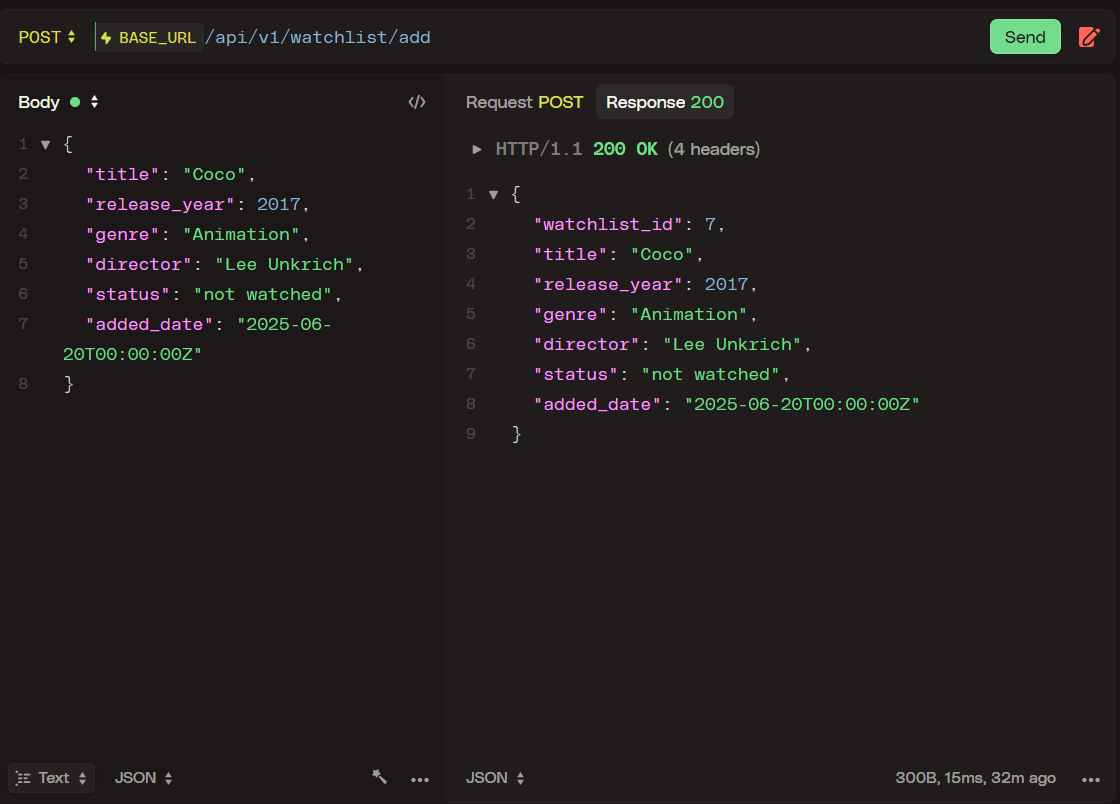 POST BASE_URL/api/v1/watchlist/add Send
Body
Request POST Response 200
HTTP/1.1 200 OK (4 headers)
1 {
2 "title": "Coco",
3 "release_year": 2017,
4 "genre": "Animation",
5 "director": "Lee Unkrich",
6 "status": "not watched",
7 "added_date": "2025-06-
20T00:00:00Z"
8 }
1 {
2 "watchlist_id": 7,
3 "title": "Coco",
4 "release_year": 2017,
5 "genre": "Animation",
6 "director": "Lee Unkrich",
7 "status": "not watched",
8 "added_date": "2025-06-20T00:00:00Z"
9 }
Text JSON
JSON 300B, 15ms, 32m ago